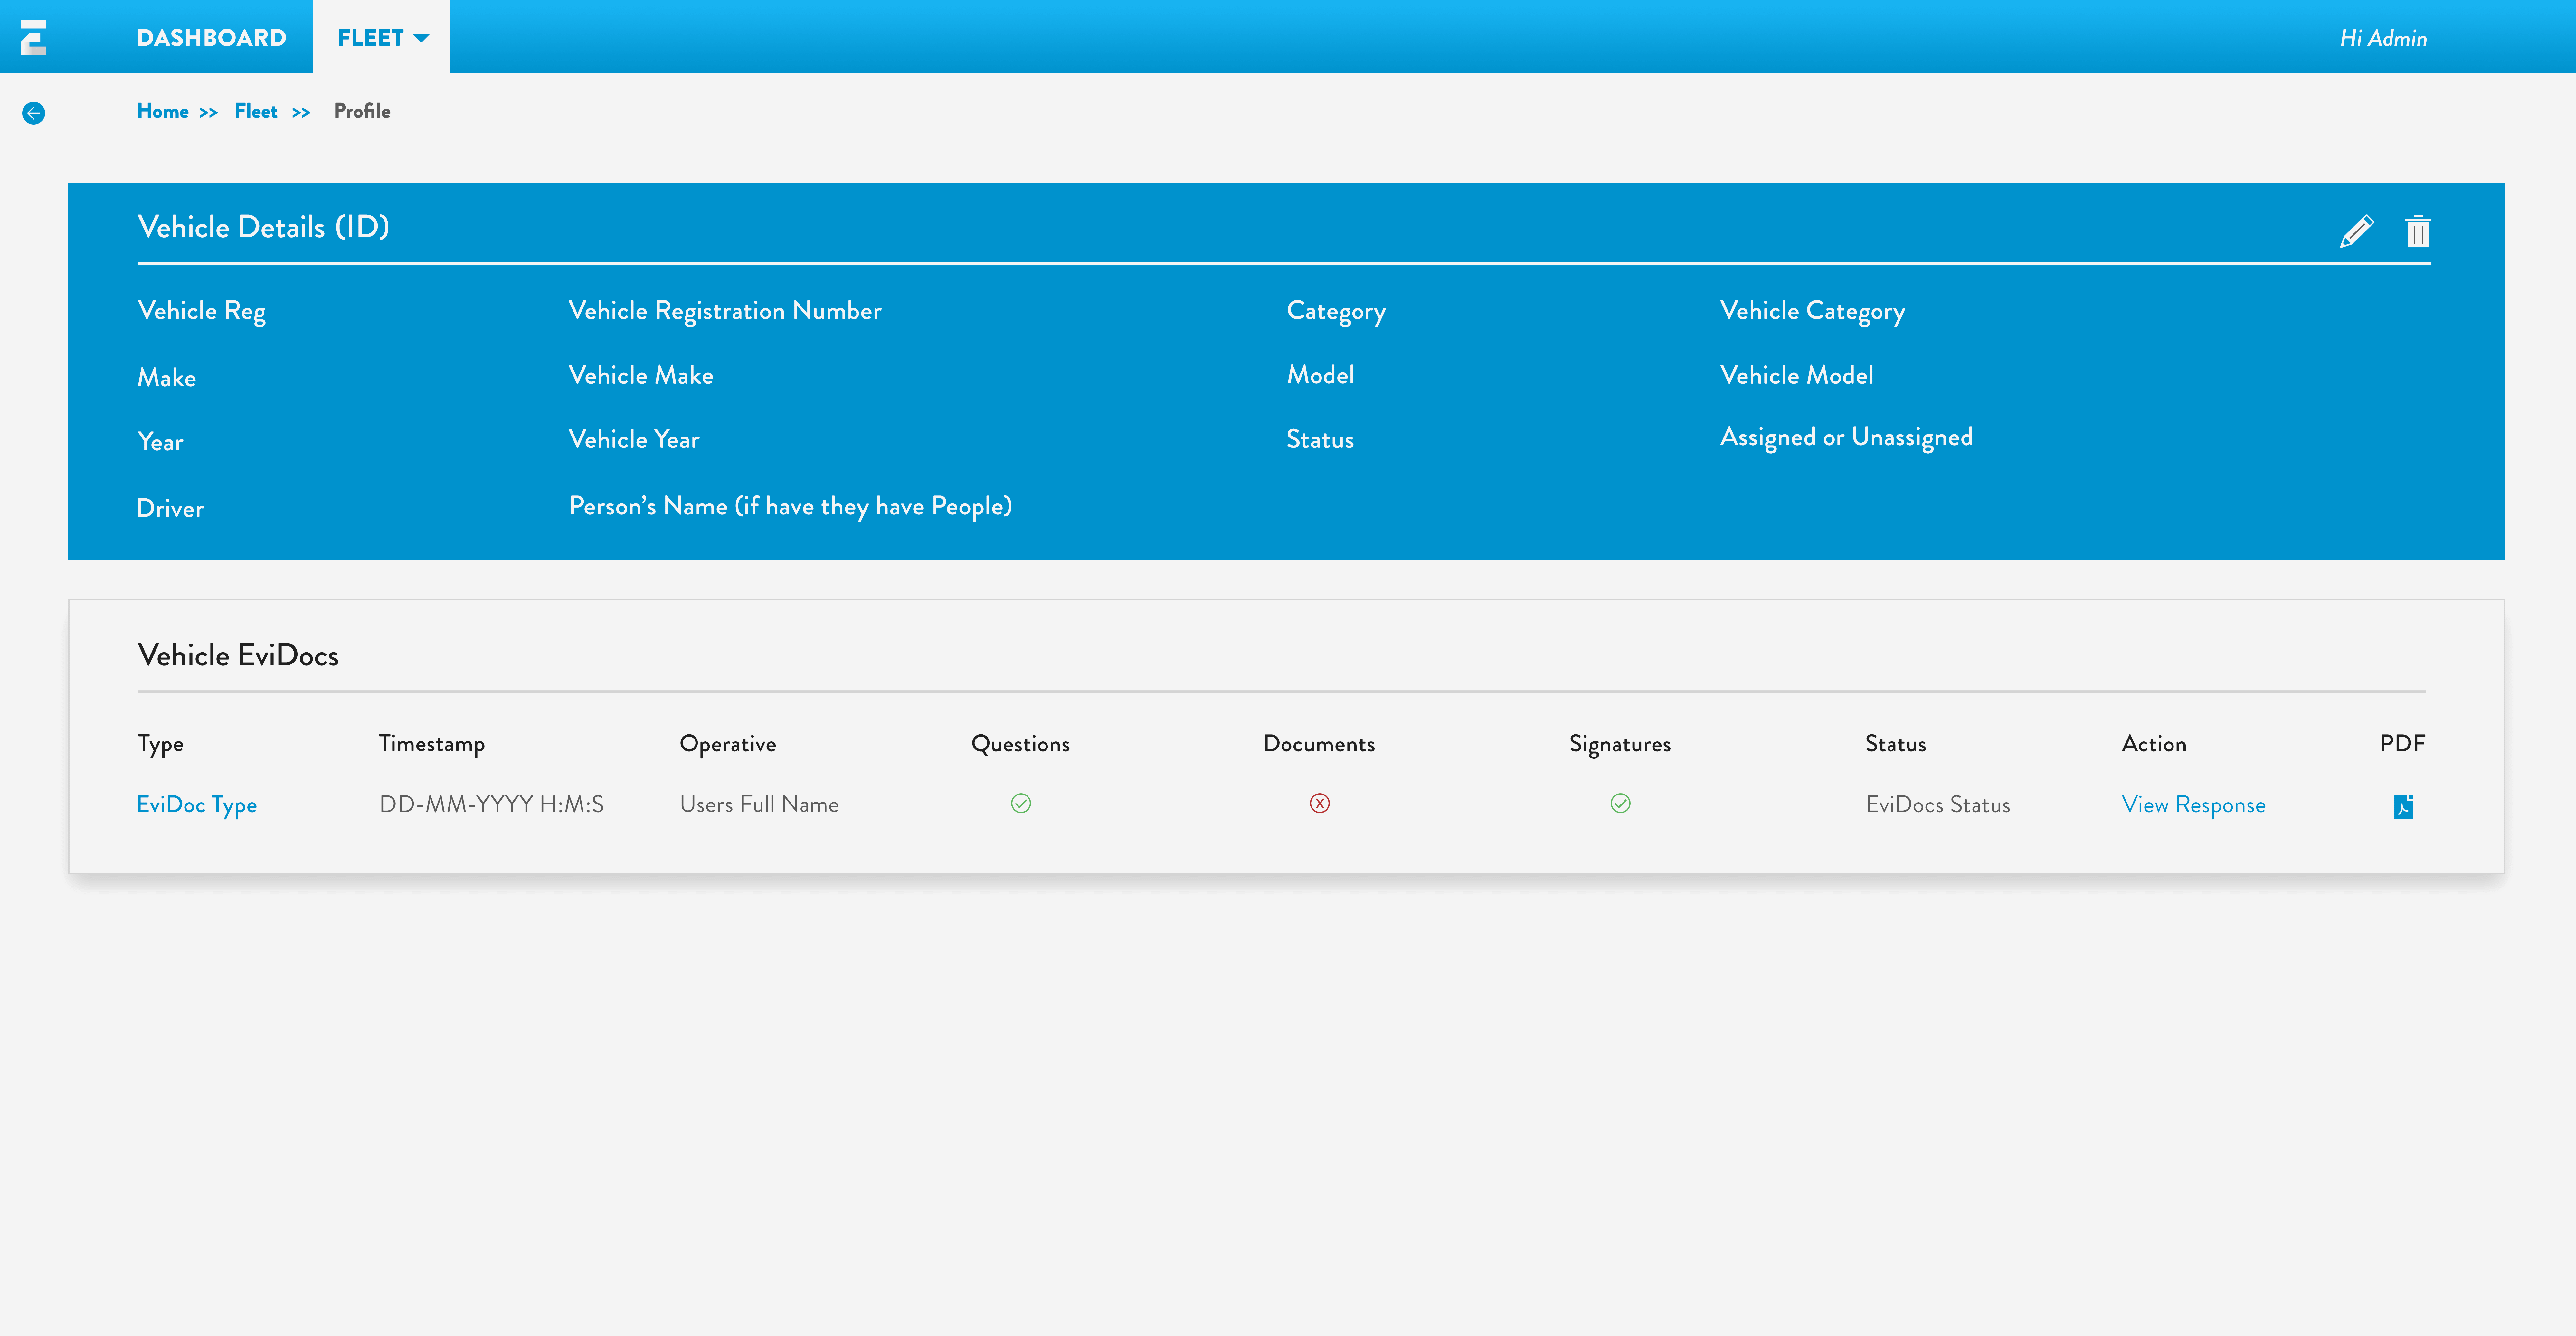 DASHBOARD FLEET Hi Admin
Home >> Fleet >> Profile
Vehicle Details (ID)
Vehicle Reg Vehicle Registration Number Category Vehicle Category
Make Vehicle Make Model Vehicle Model
Year Vehicle Year Status Assigned or Unassigned
Driver Person’s Name (if have they have People)
Vehicle EviDocs
Type Timestamp Operative Questions Documents Signatures Status Action PDF
EviDoc Type DD-MM-YYYY H:M:S Users Full Name EviDocs Status View Response